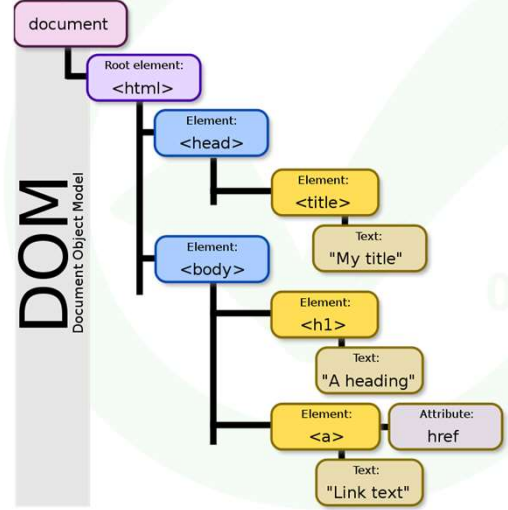 document
Root element:
<html>
Element:
<head>
Element:
<title>
Text:
"My title"
Element:
<body>
Element:
<h1>
Text:
"A heading"
Element:
<a>
Attribute:
href
Text:
"Link text"
DOM
Document Object Model